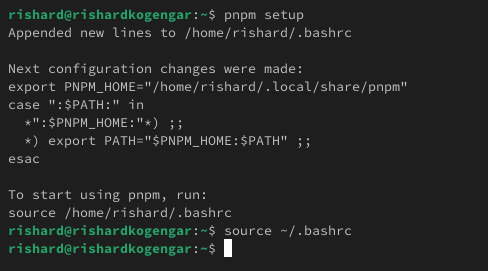 rishard@rishardkogengar:~$ pnpm setup
Appended new lines to /home/rishard/.bashrc
Next configuration changes were made:
export PNPM_HOME="/home/rishard/.local/share/pnpm"
case ":$PATH:" in
  *":$PNPM_HOME:"*) ;;
  *) export PATH="$PNPM_HOME:$PATH" ;;
esac
To start using pnpm, run:
source /home/rishard/.bashrc
rishard@rishardkogengar:~$ source ~/.bashrc
rishard@rishardkogengar:~$